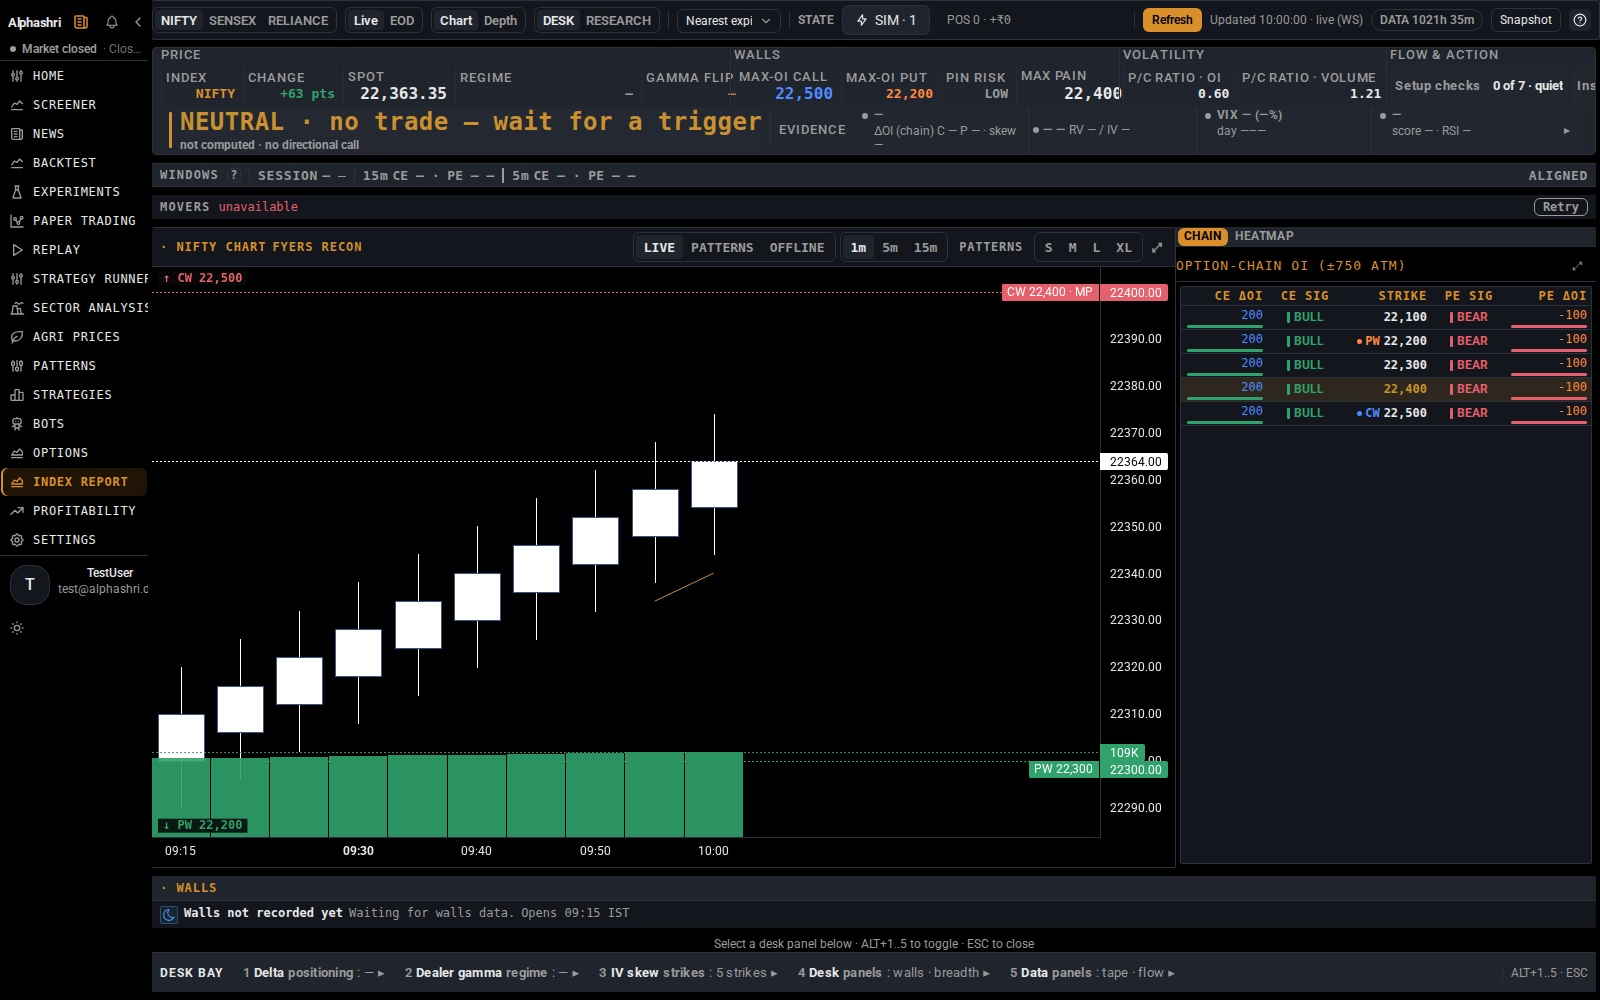 Alphashri
Market closed · Clos...
HOME
SCREENER
NEWS
BACKTEST
EXPERIMENTS
PAPER TRADING
REPLAY
STRATEGY RUNNER
SECTOR ANALYSIS
AGRI PRICES
PATTERNS
STRATEGIES
BOTS
OPTIONS
INDEX REPORT
PROFITABILITY
SETTINGS
T
TestUser
test@alphashri.d
NIFTY SENSEX RELIANCE Live EOD Chart Depth DESK RESEARCH Nearest expi STATE SIM · 1 POS 0 · +₹0 Refresh Updated 10:00:00 · live (WS) DATA 1021h 35m Snapshot
PRICE WALLS VOLATILITY FLOW & ACTION
INDEX CHANGE SPOT REGIME GAMMA FLIP MAX-OI CALL MAX-OI PUT PIN RISK MAX PAIN P/C RATIO · OI P/C RATIO · VOLUME Setup checks 0 of 7 · quiet Ins
NIFTY +63 pts 22,363.35 — — 22,500 22,200 LOW 22,400 0.60 1.21
NEUTRAL · no trade — wait for a trigger
not computed · no directional call
EVIDENCE
—
ΔOI (chain) C — P — · skew
—
— — RV — / IV —
VIX — (—%)
day —–—
—
score — · RSI —
WINDOWS ? SESSION — — 15m CE — · PE — — 5m CE — · PE — — ALIGNED
MOVERS unavailable Retry
· NIFTY CHART FYERS RECON LIVE PATTERNS OFFLINE 1m 5m 15m PATTERNS S M L XL
↑ CW 22,500
CW 22,400 · MP 22400.00
22390.00
22380.00
22370.00
22364.00
22360.00
22350.00
22340.00
22330.00
22320.00
22310.00
109K
PW 22,300 22300.00
22290.00
↓ PW 22,200
09:15 09:30 09:40 09:50 10:00
CHAIN HEATMAP
OPTION-CHAIN OI (±750 ATM)
CE ΔOI CE SIG STRIKE PE SIG PE ΔOI
200 BULL 22,100 BEAR -100
200 BULL PW 22,200 BEAR -100
200 BULL 22,300 BEAR -100
200 BULL 22,400 BEAR -100
200 BULL CW 22,500 BEAR -100
· WALLS
Walls not recorded yet Waiting for walls data. Opens 09:15 IST
Select a desk panel below · ALT+1..5 to toggle · ESC to close
DESK BAY 1 Delta positioning : — ▸ 2 Dealer gamma regime : — ▸ 3 IV skew strikes : 5 strikes ▸ 4 Desk panels : walls · breadth ▸ 5 Data panels : tape · flow ▸ ALT+1..5 · ESC